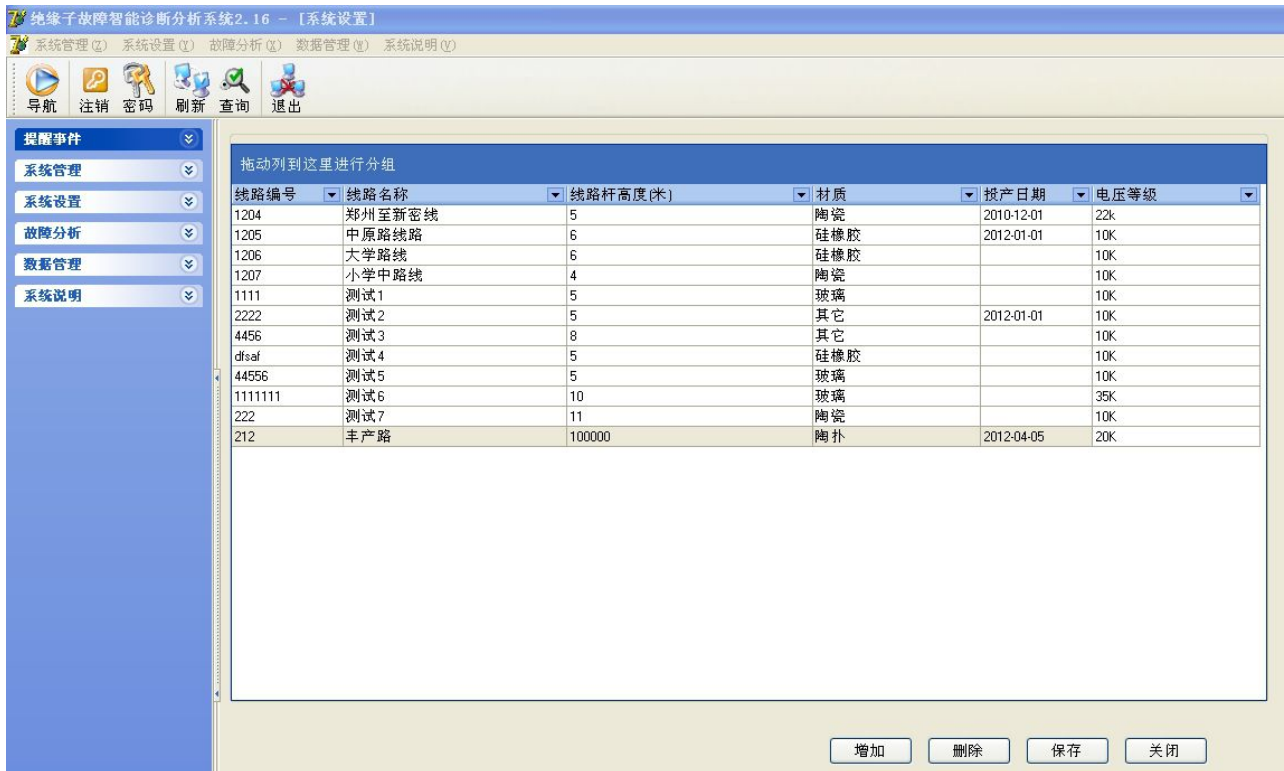 绝缘子故障智能诊断分析系统2.16 - [系统设置]
系统管理(Z) 系统设置(Y) 故障分析(X) 数据管理(W) 系统说明(V)
导航 注销 密码 刷新 查询 退出
提醒事件
系统管理
系统设置
故障分析
数据管理
系统说明
拖动列到这里进行分组
线路编号 线路名称 线路杆高度(米) 材质 投产日期 电压等级
1204 郑州至新密线 5 陶瓷 2010-12-01 22k
1205 中原路线路 6 硅橡胶 2012-01-01 10K
1206 大学路线 6 硅橡胶 10K
1207 小学中路线 4 陶瓷 10K
1111 测试1 5 玻璃 10K
2222 测试2 5 其它 2012-01-01 10K
4456 测试3 8 其它 10K
dfsaf 测试4 5 硅橡胶 10K
44556 测试5 5 玻璃 10K
1111111 测试6 10 玻璃 35K
222 测试7 11 陶瓷 10K
212 丰产路 100000 陶扑 2012-04-05 20K
增加 删除 保存 关闭